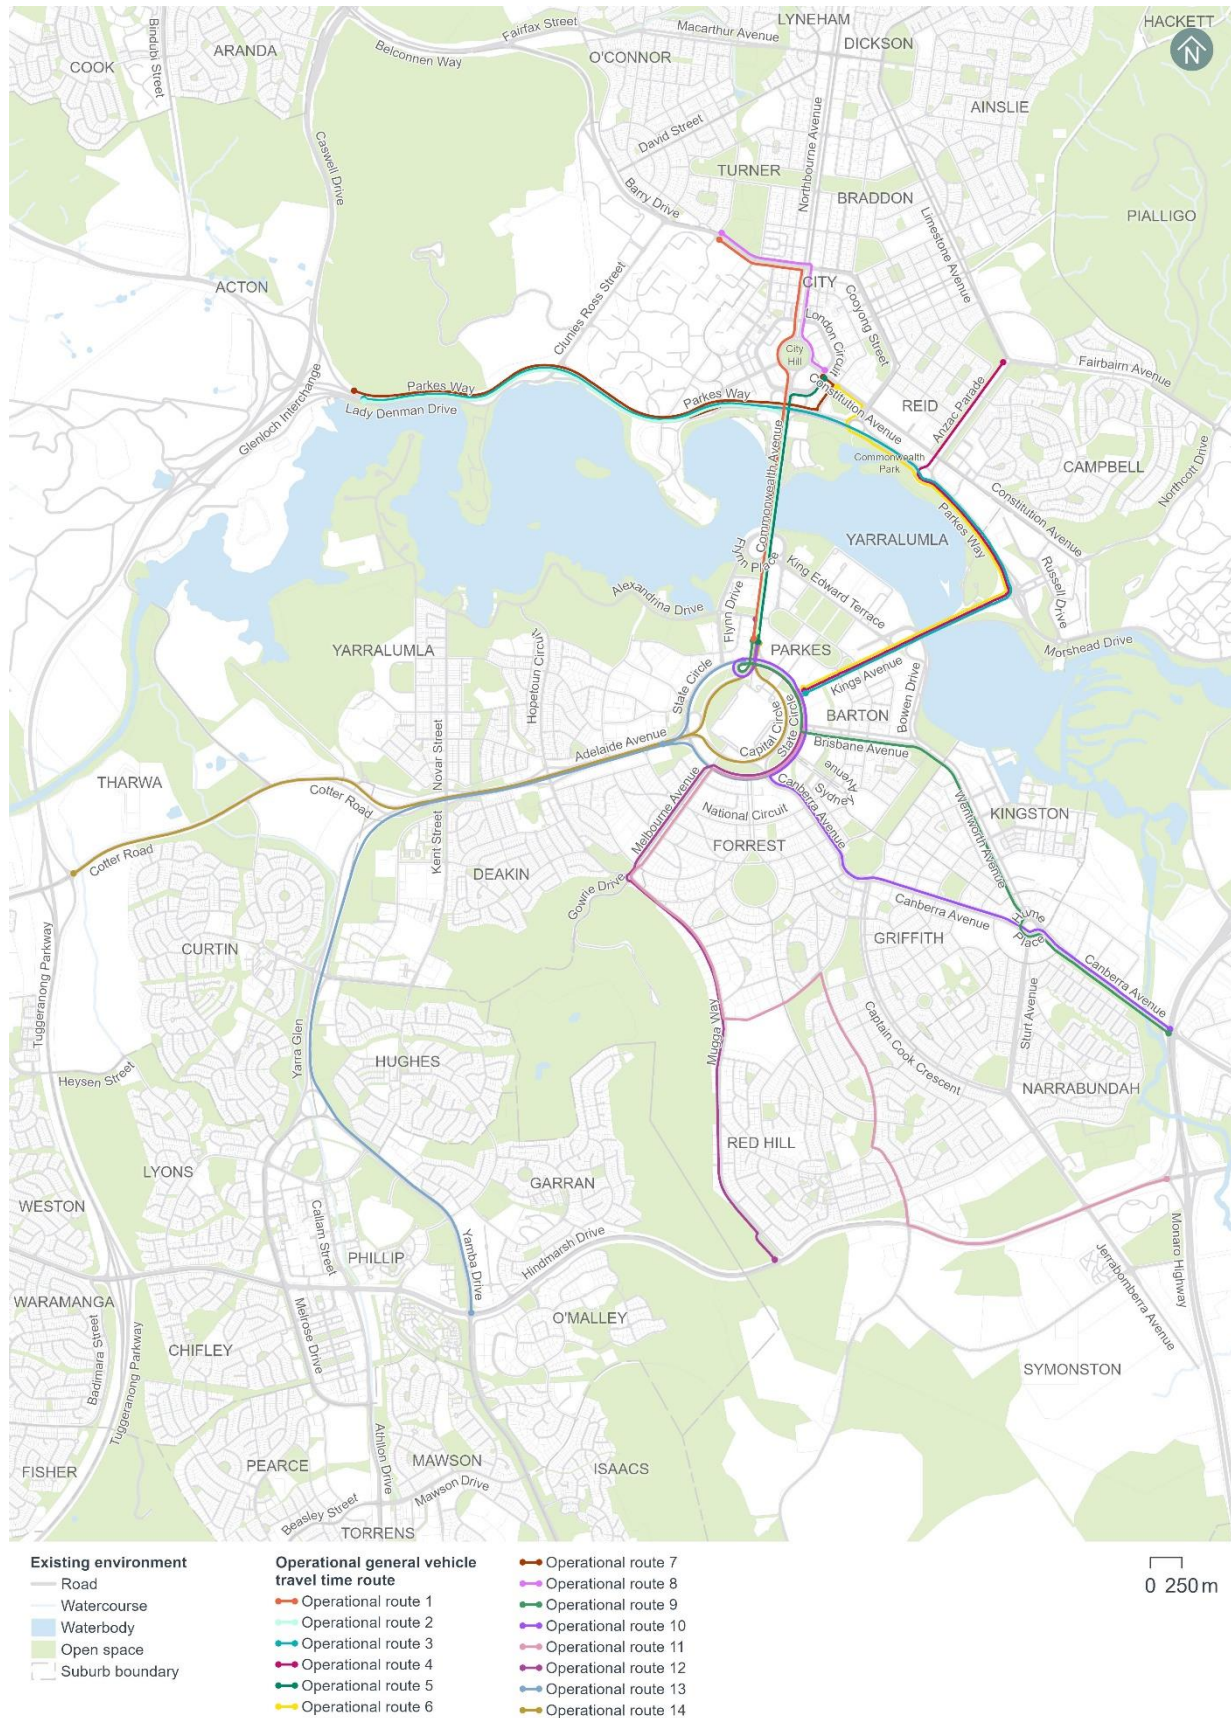 HACKETT
N
LYNEHAM
Macarthur Avenue
Fairfax Street
DICKSON
Bindubi Street
ARANDA
O'CONNOR
Belconnen Way
COOK
AINSLIE
Northbourne Avenue
David Street
Caswell Drive
TURNER
BRADDON
Barry Drive
Limestone Avenue
PIALLIGO
ACTON
CITY
Clunies Ross Street
Cooyong Street
London Circuit
City
Hill
Fairbairn Avenue
Parkes Way
Parkes Way
Constitution Avenue
Lady Denman Drive
REID
Anzac Parade
Glenloch Interchange
Commonwealth
Park
CAMPBELL
Northcott Drive
Commonwealth Avenue
Constitution Avenue
Parkes Way
YARRALUMLA
Flynn Place
King Edward Terrace
Russell Drive
Alexandrina Drive
Flynn Drive
YARRALUMLA
PARKES
Morshead Drive
Hopetoun Circuit
State Circle
Kings Avenue
Bowen Drive
BARTON
Novar Street
Adelaide Avenue
Capital Circle
State Circle
Brisbane Avenue
THARWA
Cotter Road
Sydney
Avenue
Melbourne Avenue
Canberra Avenue
National Circuit
Wentworth Avenue
KINGSTON
Kent Street
FORREST
Cotter Road
DEAKIN
Gowrie Drive
Canberra Avenue
Hume
Place
CURTIN
GRIFFITH
Canberra Avenue
Tuggeranong Parkway
Mugga Way
Captain Cook Crescent
Sturt Avenue
Yarra Glen
HUGHES
Heysen Street
NARRABUNDAH
RED HILL
LYONS
GARRAN
WESTON
Callam Street
Yamba Drive
Hindmarsh Drive
PHILLIP
Monaro Highway
Jerrabomberra Avenue
WARAMANGA
O'MALLEY
Badimara Street
Tuggeranong Parkway
CHIFLEY
Melrose Drive
SYMONSTON
Athllon Drive
MAWSON
PEARCE
ISAACS
FISHER
Mawson Drive
Beasley Street
TORRENS
Existing environment
Road
Watercourse
Waterbody
Open space
Suburb boundary
Operational general vehicle
travel time route
Operational route 1
Operational route 2
Operational route 3
Operational route 4
Operational route 5
Operational route 6
Operational route 7
Operational route 8
Operational route 9
Operational route 10
Operational route 11
Operational route 12
Operational route 13
Operational route 14
0 250 m